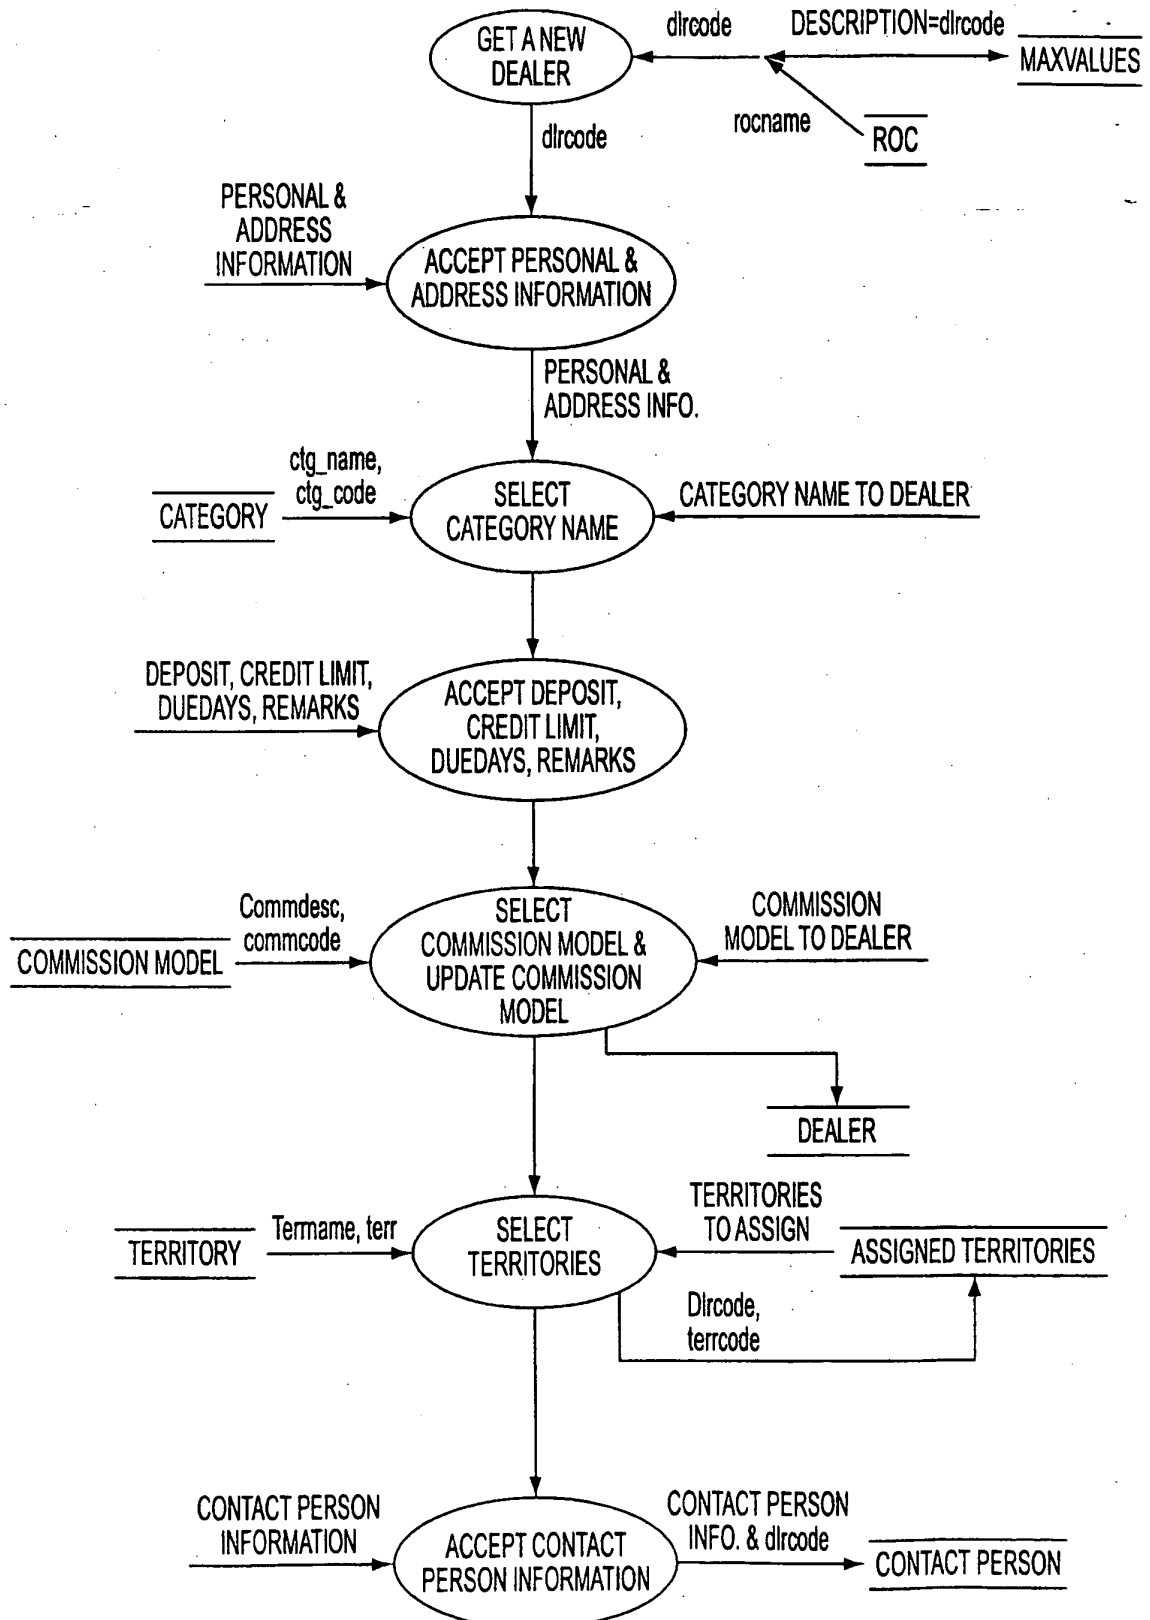 GET A NEW
DEALER
dlrcode
DESCRIPTION=dlrcode
MAXVALUES
rocname
ROC
dlrcode
PERSONAL &
ADDRESS
INFORMATION
ACCEPT PERSONAL &
ADDRESS INFORMATION
PERSONAL &
ADDRESS INFO.
CATEGORY
ctg_name,
ctg_code
SELECT
CATEGORY NAME
CATEGORY NAME TO DEALER
DEPOSIT, CREDIT LIMIT,
DUEDAYS, REMARKS
ACCEPT DEPOSIT,
CREDIT LIMIT,
DUEDAYS, REMARKS
COMMISSION MODEL
Commdesc,
commcode
SELECT
COMMISSION MODEL &
UPDATE COMMISSION
MODEL
COMMISSION
MODEL TO DEALER
DEALER
TERRITORY
Terrname, terr
SELECT
TERRITORIES
TERRITORIES
TO ASSIGN
ASSIGNED TERRITORIES
Dlrcode,
terrcode
CONTACT PERSON
INFORMATION
ACCEPT CONTACT
PERSON INFORMATION
CONTACT PERSON
INFO. & dlrcode
CONTACT PERSON